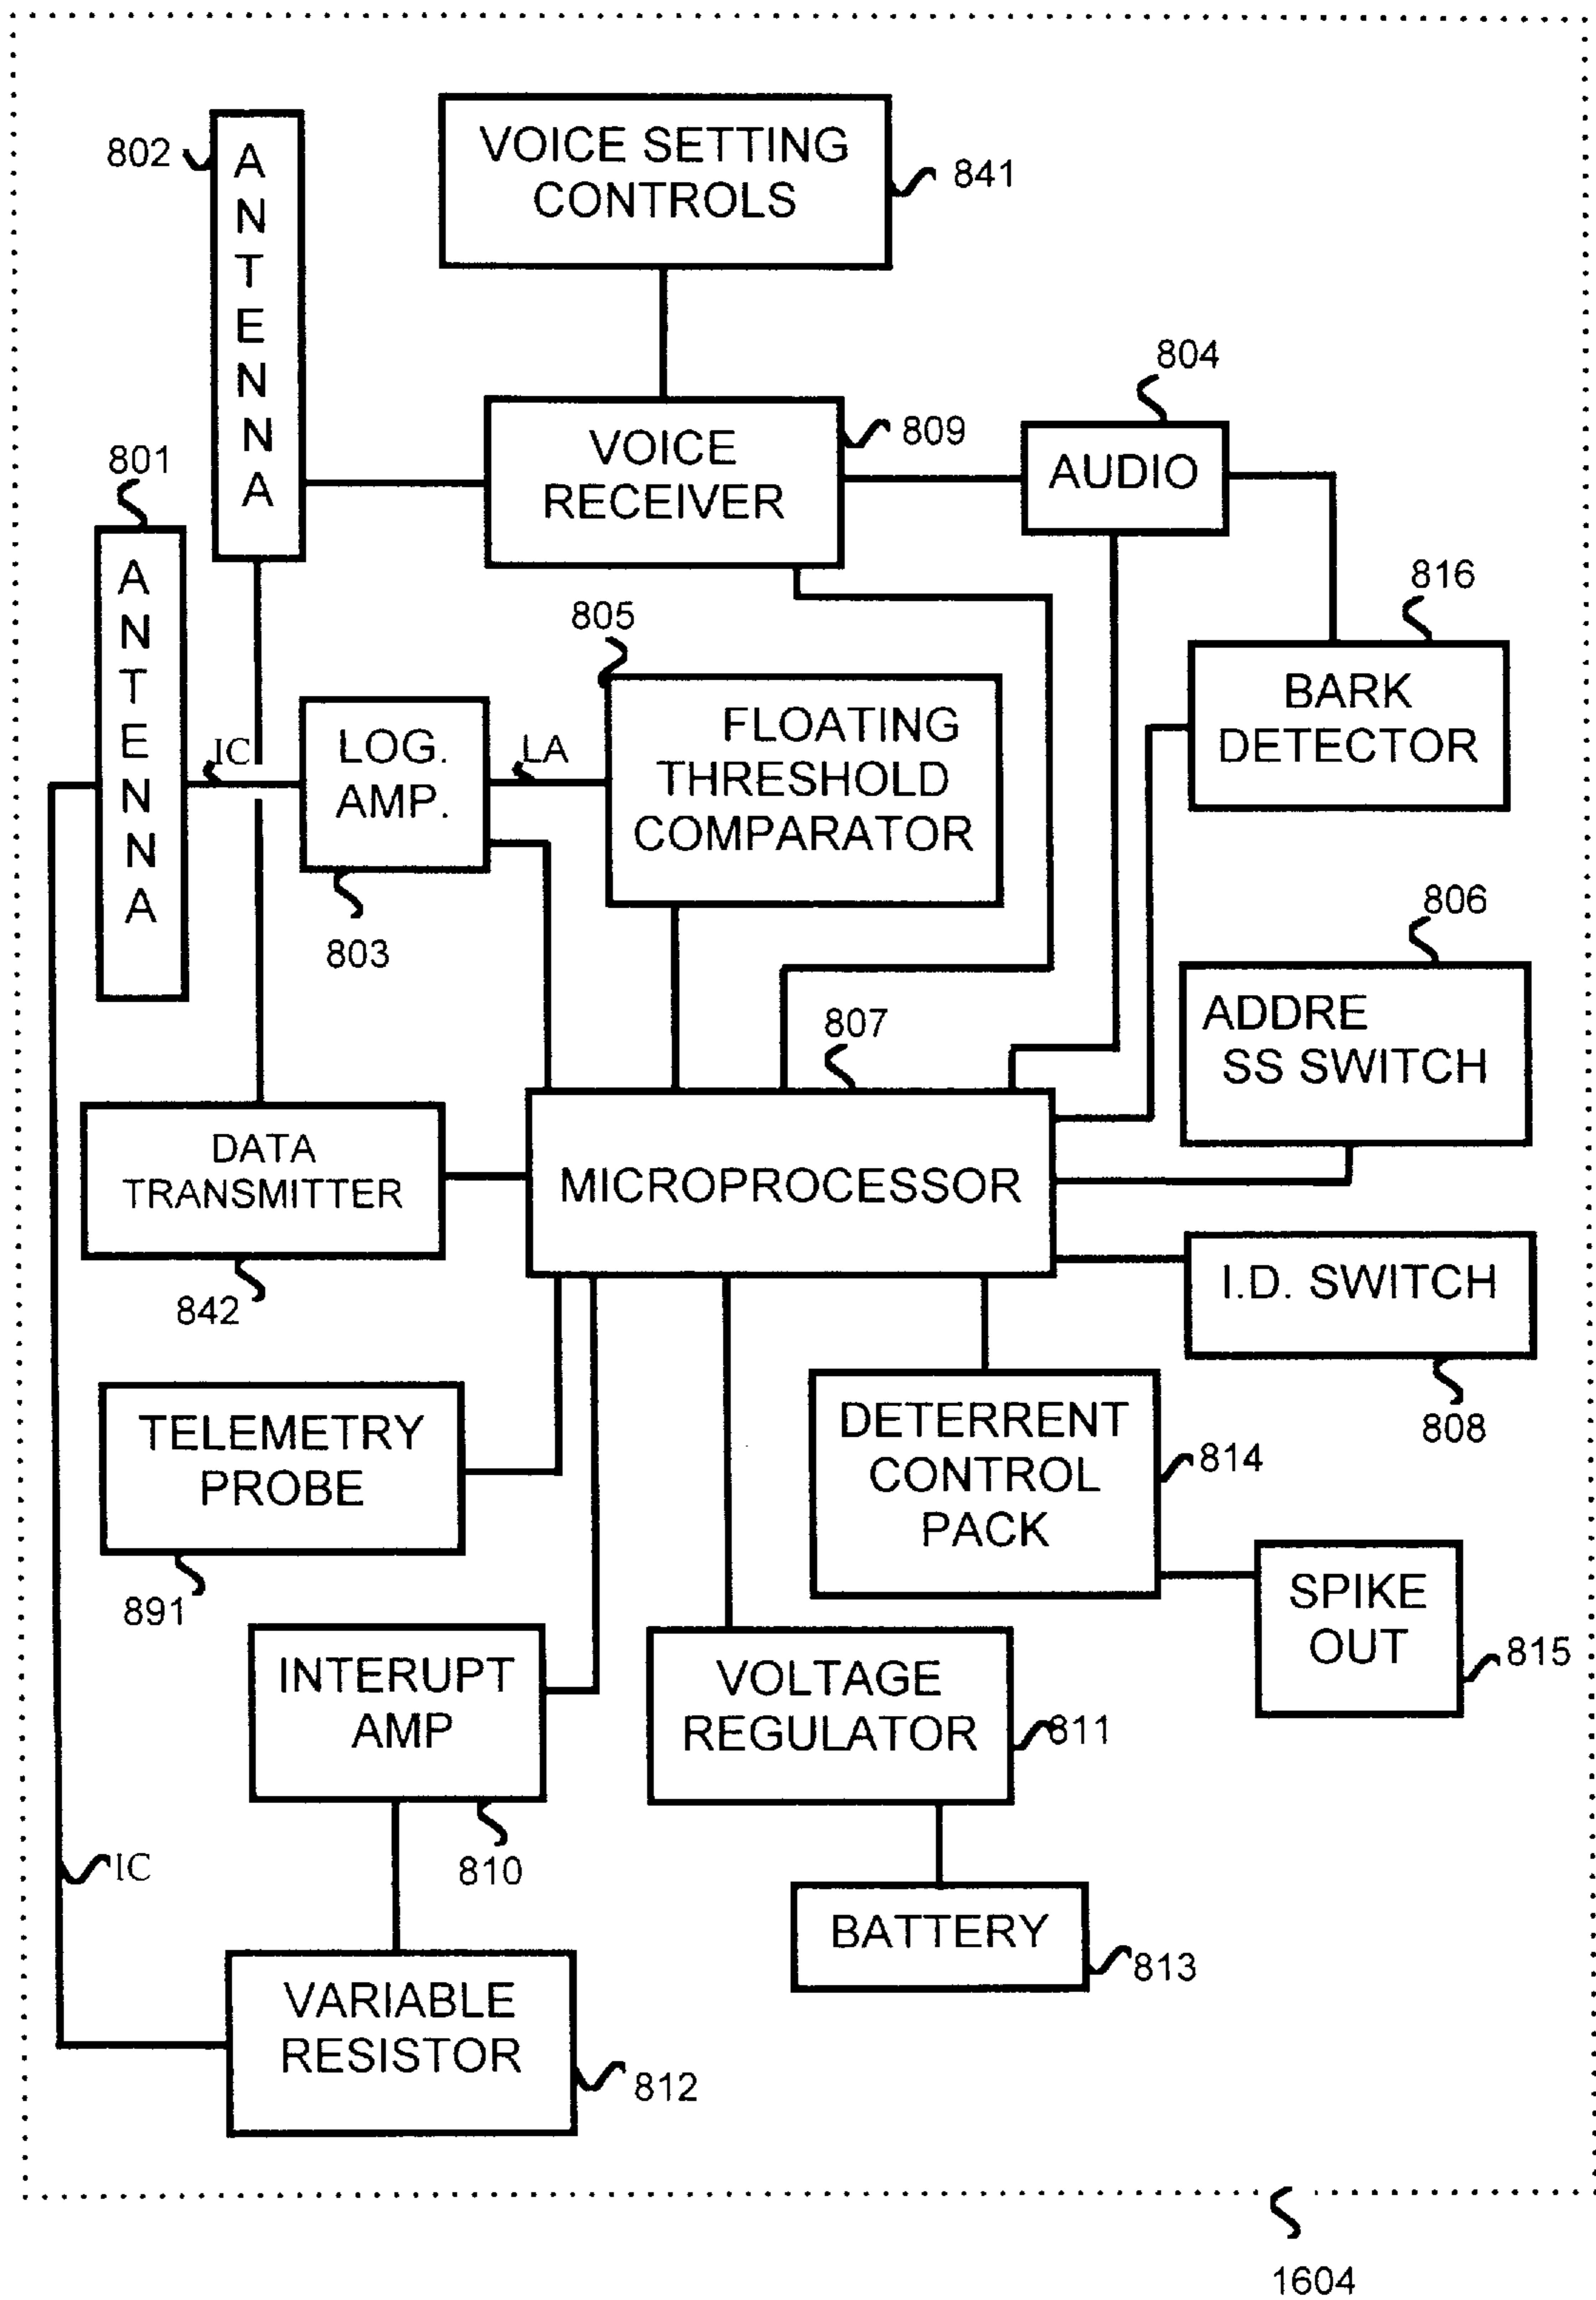 802
A
N
T
E
N
N
A
VOICE SETTING
CONTROLS
841
804
801
A
N
T
E
N
N
A
VOICE
RECEIVER
809
AUDIO
816
805
BARK
DETECTOR
IC
LOG.
AMP.
803
LA
FLOATING
THRESHOLD
COMPARATOR
806
ADDRE
SS SWITCH
807
DATA
TRANSMITTER
842
MICROPROCESSOR
I.D. SWITCH
808
TELEMETRY
PROBE
891
DETERRENT
CONTROL
PACK
814
SPIKE
OUT
815
INTERUPT
AMP
810
VOLTAGE
REGULATOR
811
IC
BATTERY
813
VARIABLE
RESISTOR
812
1604